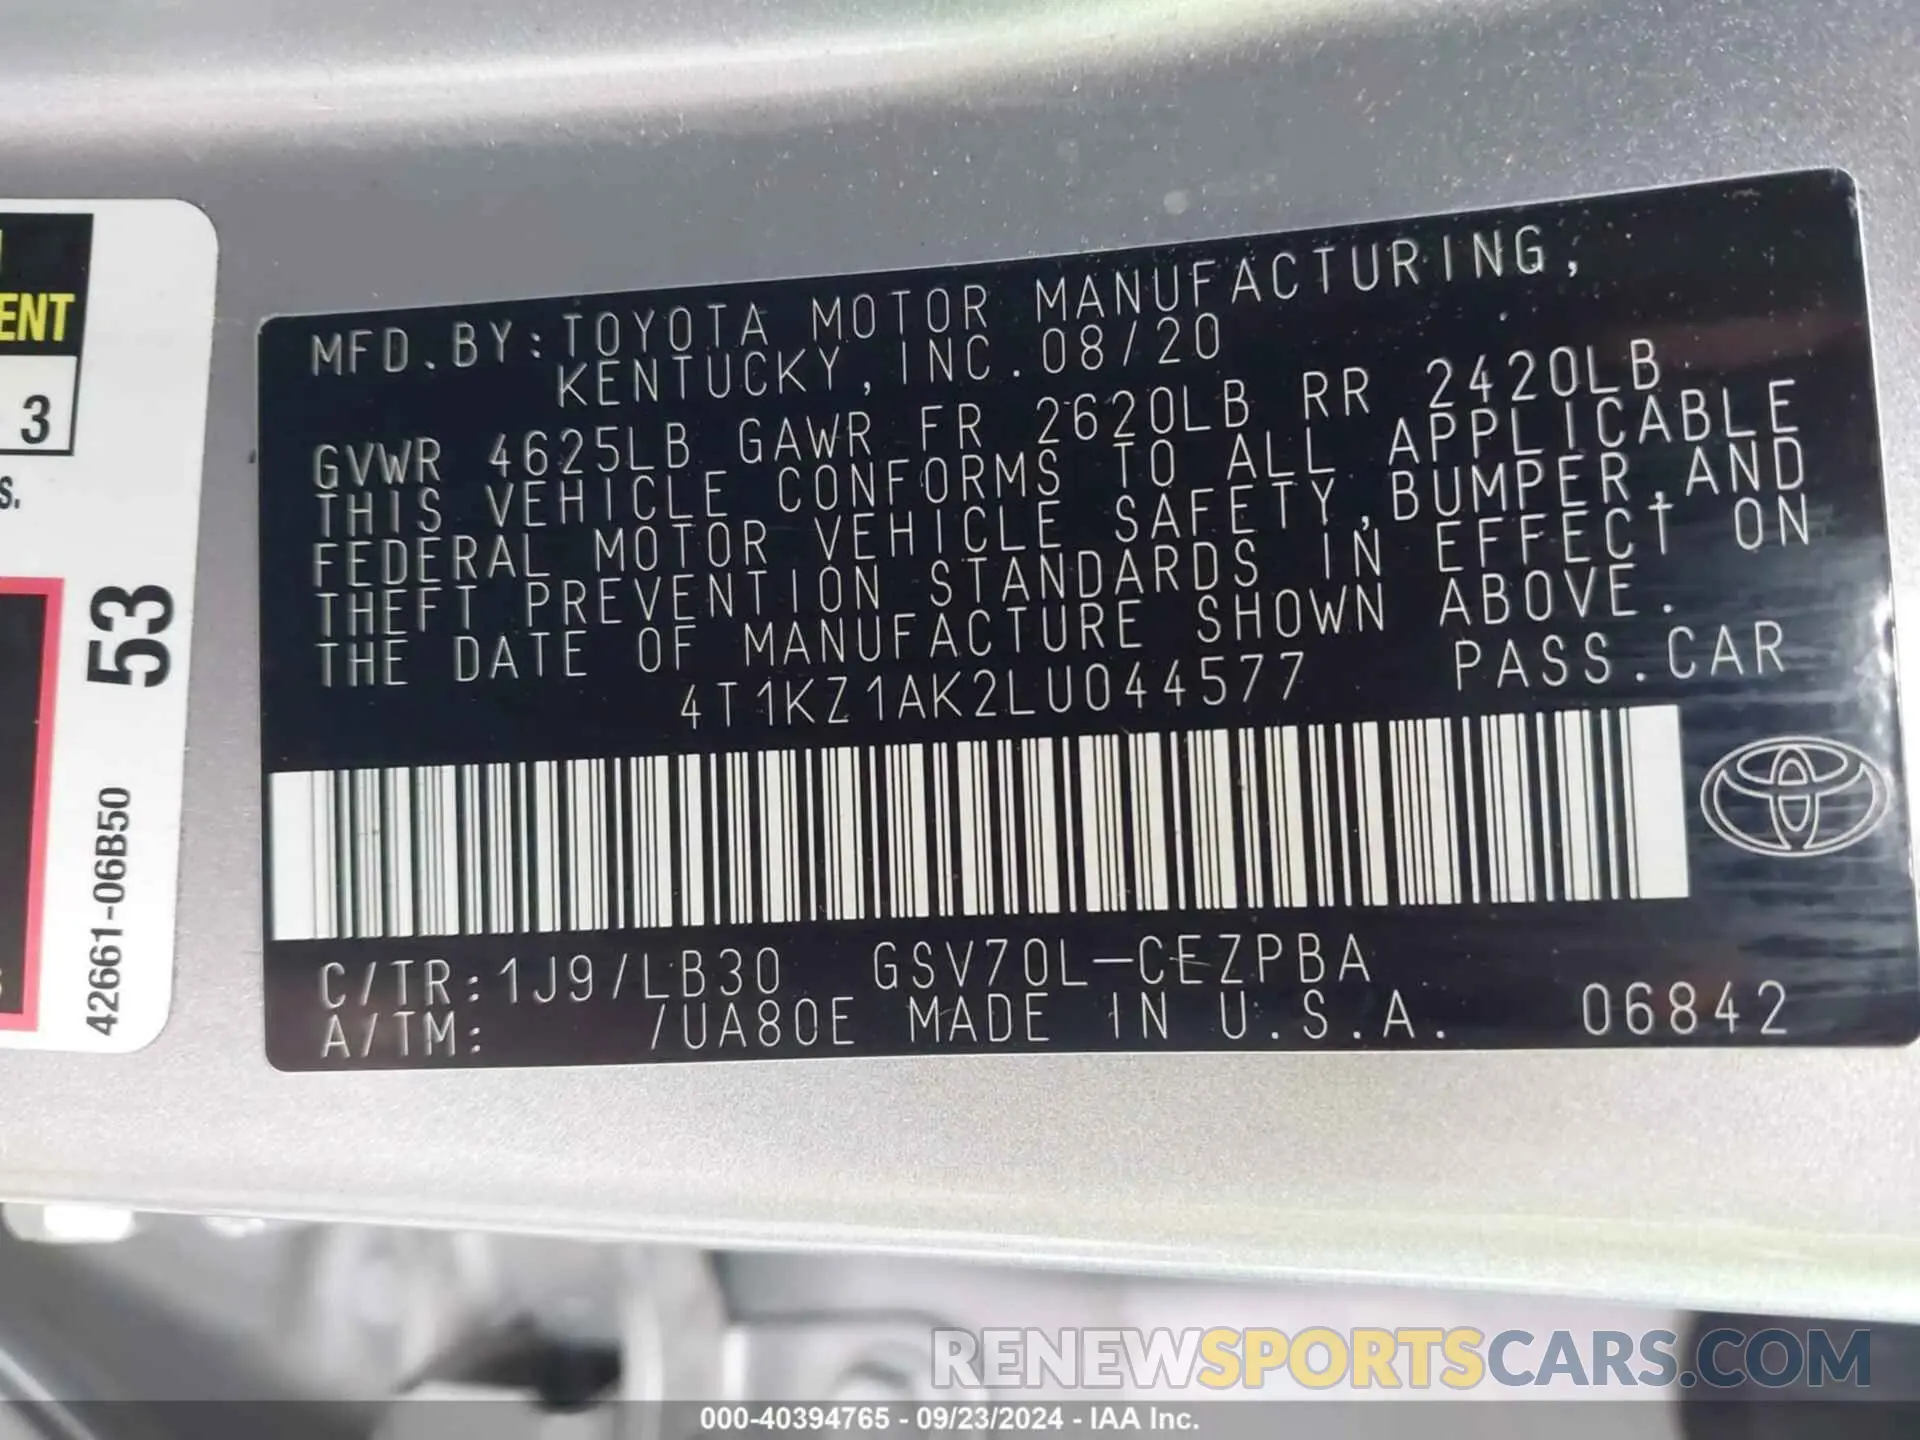 ENT
3
S.
53
42661-06B50
MFD.BY:TOYOTA MOTOR MANUFACTURING,
KENTUCKY,INC.08/20
GVWR 4625LB GAWR FR 2620LB RR 2420LB
THIS VEHICLE CONFORMS TO ALL APPLICABLE
FEDERAL MOTOR VEHICLE SAFETY,BUMPER,AND
THEFT PREVENTION STANDARDS IN EFFECT ON
THE DATE OF MANUFACTURE SHOWN ABOVE.
4T1KZ1AK2LU044577 PASS.CAR
C/TR:1J9/LB30 GSV70L-CEZPBA
A/TM: /UA80E MADE IN U.S.A. 06842
RENEWSPORTSCARS.COM
000-40394765 - 09/23/2024 - IAA Inc.